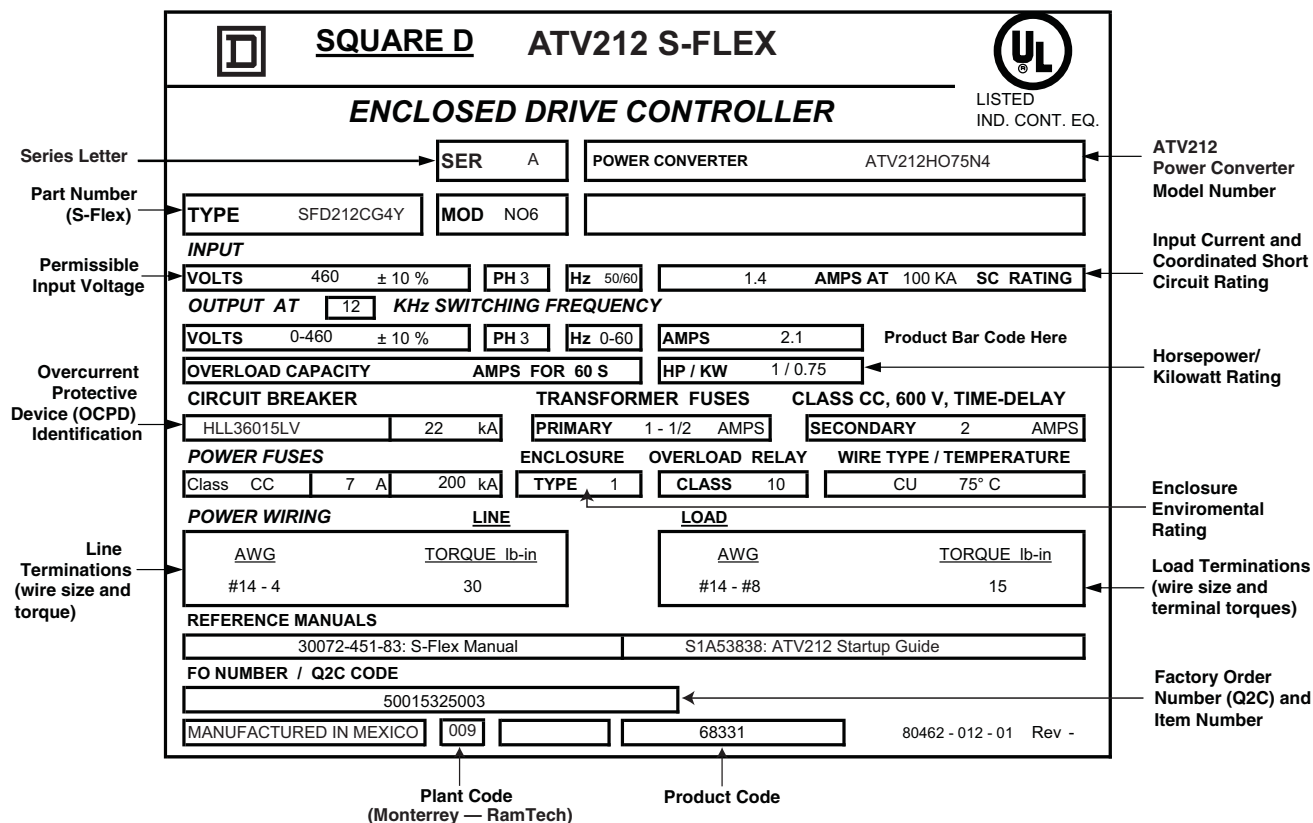 SQUARE D ATV212 S-FLEX
UL
®
LISTED
IND. CONT. EQ.
ENCLOSED DRIVE CONTROLLER
Series Letter
SER A
POWER CONVERTER ATV212HO75N4
ATV212
Power Converter
Model Number
Part Number
(S-Flex)
TYPE SFD212CG4Y
MOD NO6
INPUT
Permissible
Input Voltage
VOLTS 460 ± 10 %
PH 3
Hz 50/60
1.4 AMPS AT 100 KA SC RATING
Input Current and
Coordinated Short
Circuit Rating
OUTPUT AT 12 KHz SWITCHING FREQUENCY
VOLTS 0-460 ± 10 %
PH 3
Hz 0-60
AMPS 2.1
Product Bar Code Here
OVERLOAD CAPACITY AMPS FOR 60 S
HP / KW 1 / 0.75
Horsepower/
Kilowatt Rating
Overcurrent
Protective
Device (OCPD)
Identification
CIRCUIT BREAKER
TRANSFORMER FUSES CLASS CC, 600 V, TIME-DELAY
HLL36015LV 22 kA
PRIMARY 1 - 1/2 AMPS
SECONDARY 2 AMPS
POWER FUSES
ENCLOSURE
OVERLOAD RELAY
WIRE TYPE / TEMPERATURE
Class CC 7 A 200 kA
TYPE 1
CLASS 10
CU 75° C
Enclosure
Enviromental
Rating
POWER WIRING LINE LOAD
Line
Terminations
(wire size and
torque)
AWG TORQUE lb-in
#14 - 4 30
AWG TORQUE lb-in
#14 - #8 15
Load Terminations
(wire size and
terminal torques)
REFERENCE MANUALS
30072-451-83: S-Flex Manual
S1A53838: ATV212 Startup Guide
FO NUMBER / Q2C CODE
50015325003
Factory Order
Number (Q2C) and
Item Number
MANUFACTURED IN MEXICO 009 68331 80462 - 012 - 01 Rev -
Plant Code
(Monterrey — RamTech)
Product Code